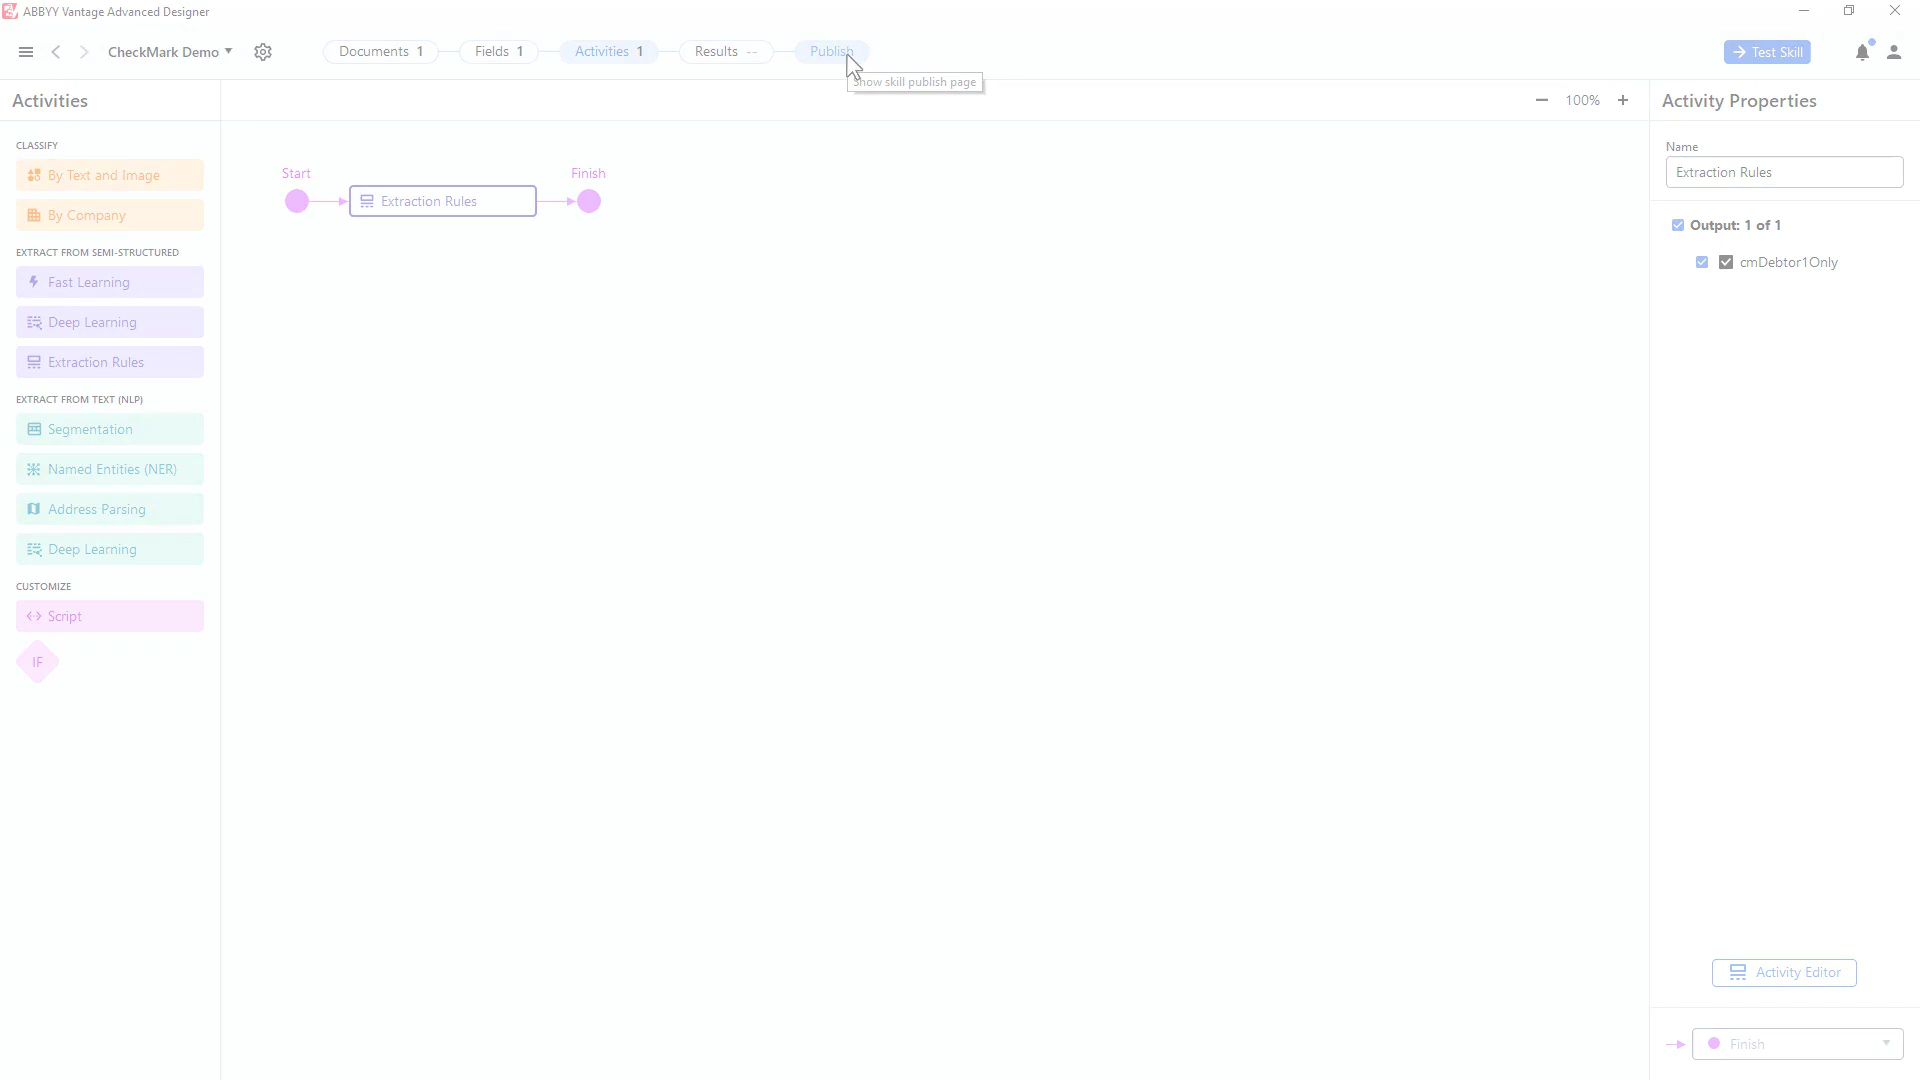 ABBYY Vantage Advanced Designer
CheckMark Demo
Documents 1
Fields 1
Activities 1
Results --
Publish
Test Skill
Show skill publish page
Activities
100%
Activity Properties
CLASSIFY
By Text and Image
By Company
EXTRACT FROM SEMI-STRUCTURED
Fast Learning
Deep Learning
Extraction Rules
EXTRACT FROM TEXT (NLP)
Segmentation
Named Entities (NER)
Address Parsing
Deep Learning
CUSTOMIZE
Script
IF
Start
Finish
Extraction Rules
Name
Extraction Rules
Output: 1 of 1
cmDebtor1Only
Activity Editor
Finish